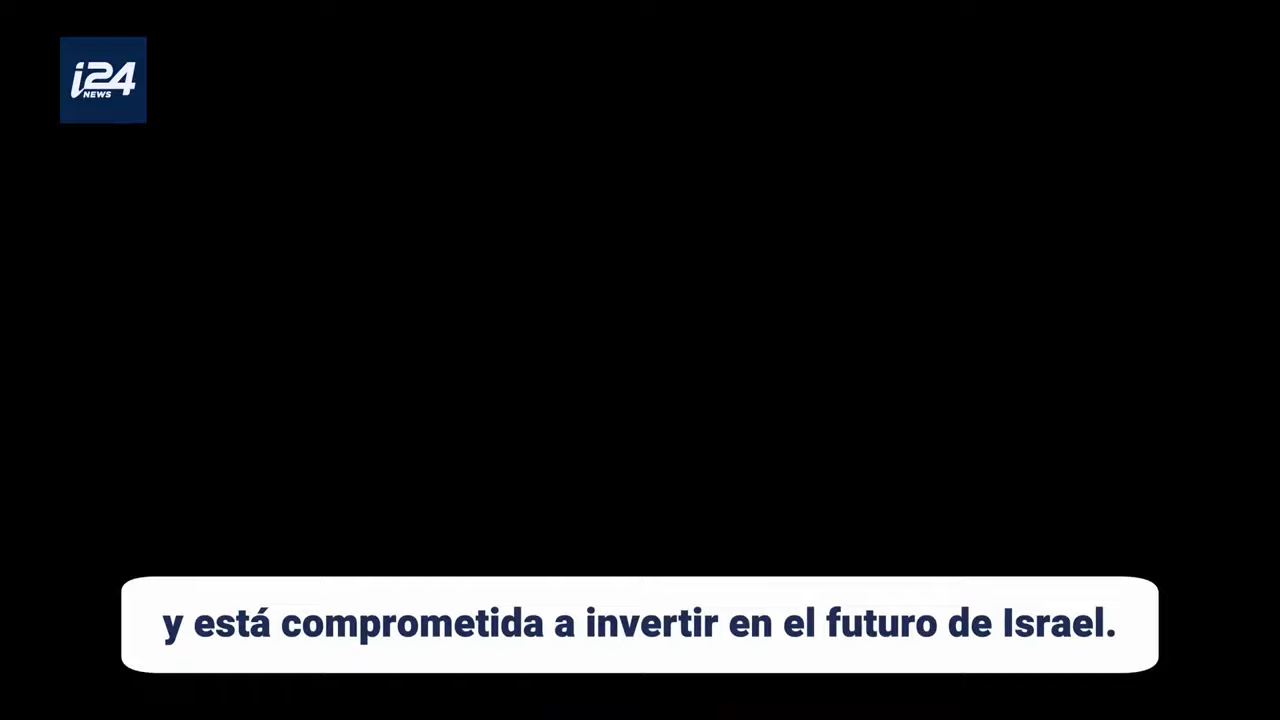 i24
NEWS
y está comprometida a invertir en el futuro de Israel.